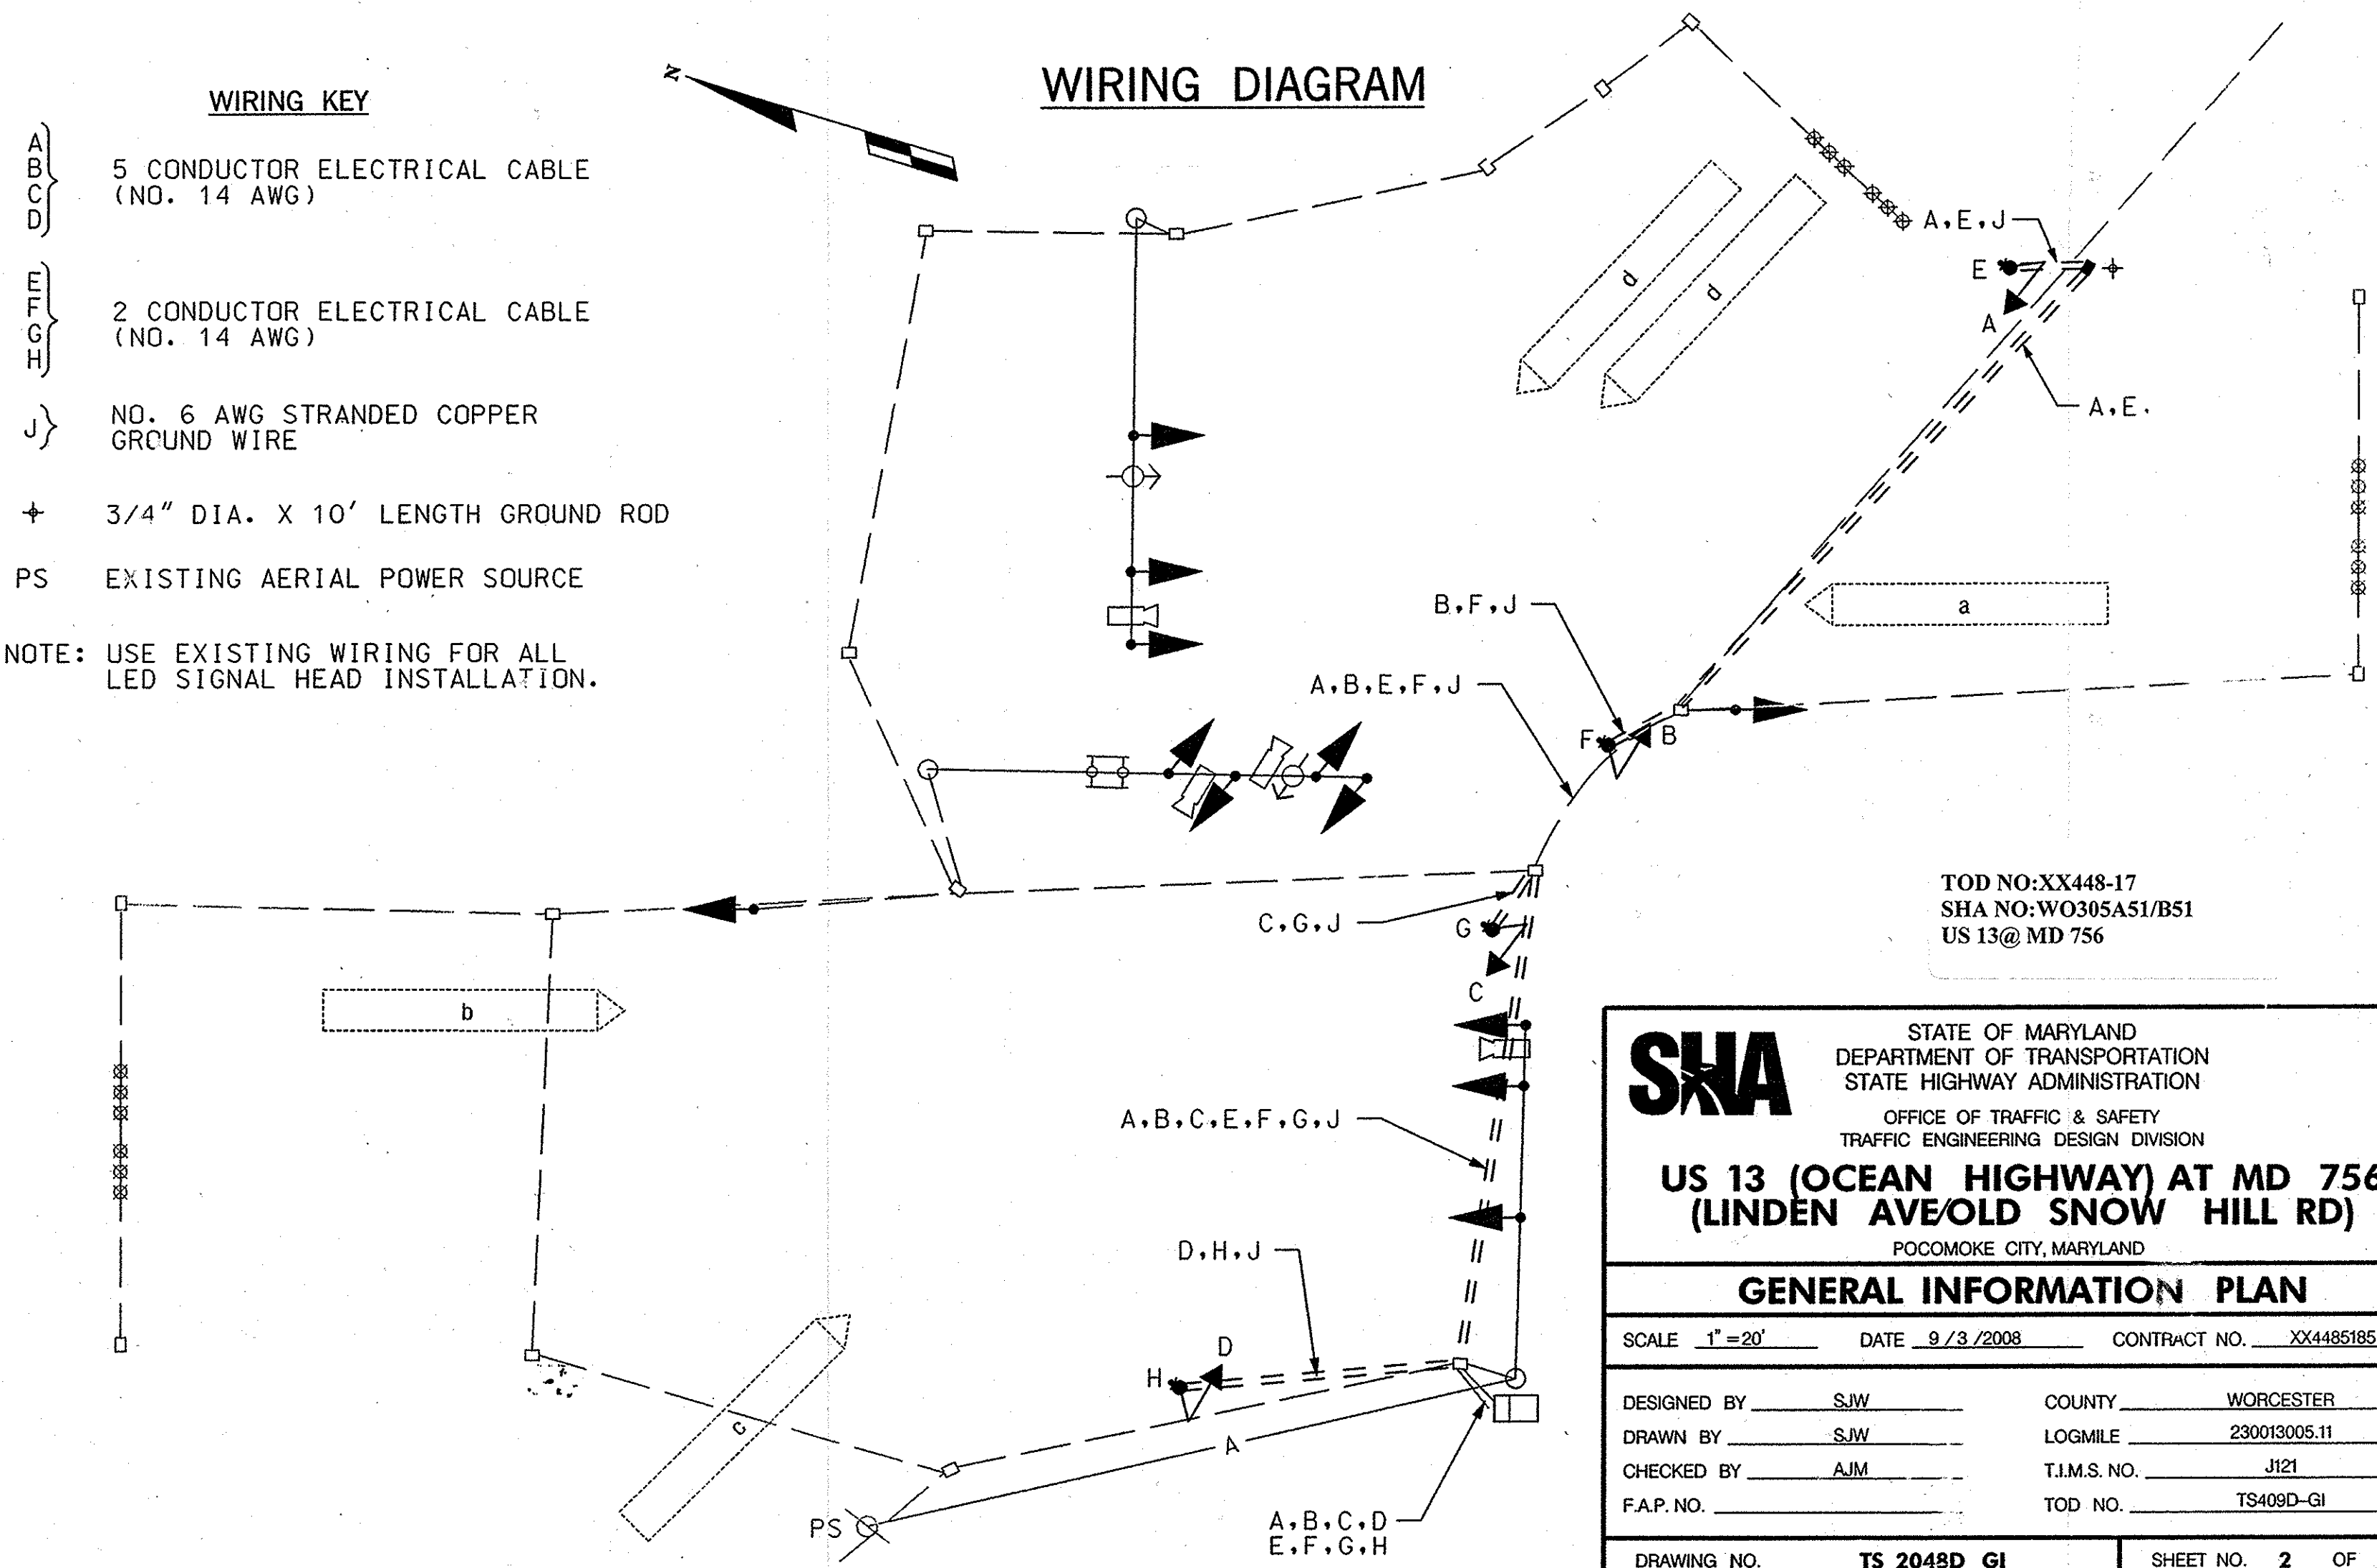 WIRING DIAGRAM
N
WIRING KEY
A
B
C
D
5 CONDUCTOR ELECTRICAL CABLE
(NO. 14 AWG)
E
F
G
H
2 CONDUCTOR ELECTRICAL CABLE
(NO. 14 AWG)
J
NO. 6 AWG STRANDED COPPER
GROUND WIRE
3/4" DIA. X 10' LENGTH GROUND ROD
PS EXISTING AERIAL POWER SOURCE
NOTE: USE EXISTING WIRING FOR ALL
LED SIGNAL HEAD INSTALLATION.
d
d
A,E,J
E
A
A,E.
a
B,F,J
A,B,E,F,J
F
B
C,G,J
G
C
b
A,B,C,E,F,G,J
D,H,J
D
H
c
A
PS
A,B,C,D
E,F,G,H
TOD NO:XX448-17
SHA NO:WO305A51/B51
US 13@ MD 756
SHA
STATE OF MARYLAND
DEPARTMENT OF TRANSPORTATION
STATE HIGHWAY ADMINISTRATION
OFFICE OF TRAFFIC & SAFETY
TRAFFIC ENGINEERING DESIGN DIVISION
US 13 (OCEAN HIGHWAY) AT MD 756
(LINDEN AVE/OLD SNOW HILL RD)
POCOMOKE CITY, MARYLAND
GENERAL INFORMATION PLAN
SCALE 1"=20' DATE 9/3/2008 CONTRACT NO. XX4485185
DESIGNED BY SJW COUNTY WORCESTER
DRAWN BY SJW LOGMILE 230013005.11
CHECKED BY AJM T.I.M.S. NO. J121
F.A.P. NO. TOD NO. TS409D-GI
DRAWING NO. TS 2048D GI SHEET NO. 2 OF